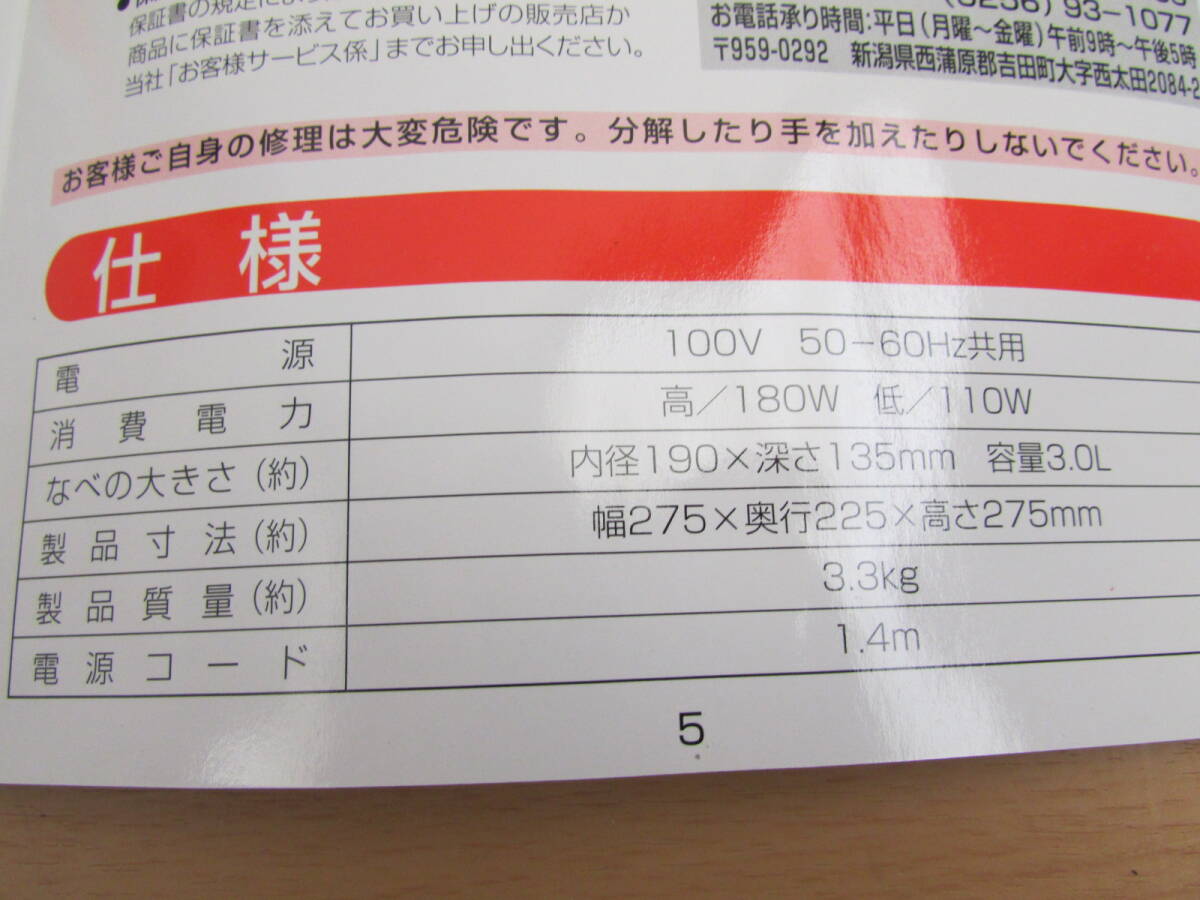 保証書の規定により
保証書を添えてお買い上げの販売店か
商品に保証書を添えて
当社「お客様サービス係」までお申し出ください。
(0256) 93-1077
お電話承り時間:平日(月曜〜金曜)午前9時〜午後5時
〒959-0292 新潟県西蒲原郡吉田町大字西太田2084-2
お客様ご自身の修理は大変危険です。分解したり手を加えたりしないでください。
仕様
電源 100V 50-60Hz共用
消費電力 高/180W 低/110W
なべの大きさ(約) 内径190×深さ135mm 容量3.0L
製品寸法(約) 幅275×奥行225×高さ275mm
製品質量(約) 3.3kg
電源コード 1.4m
5